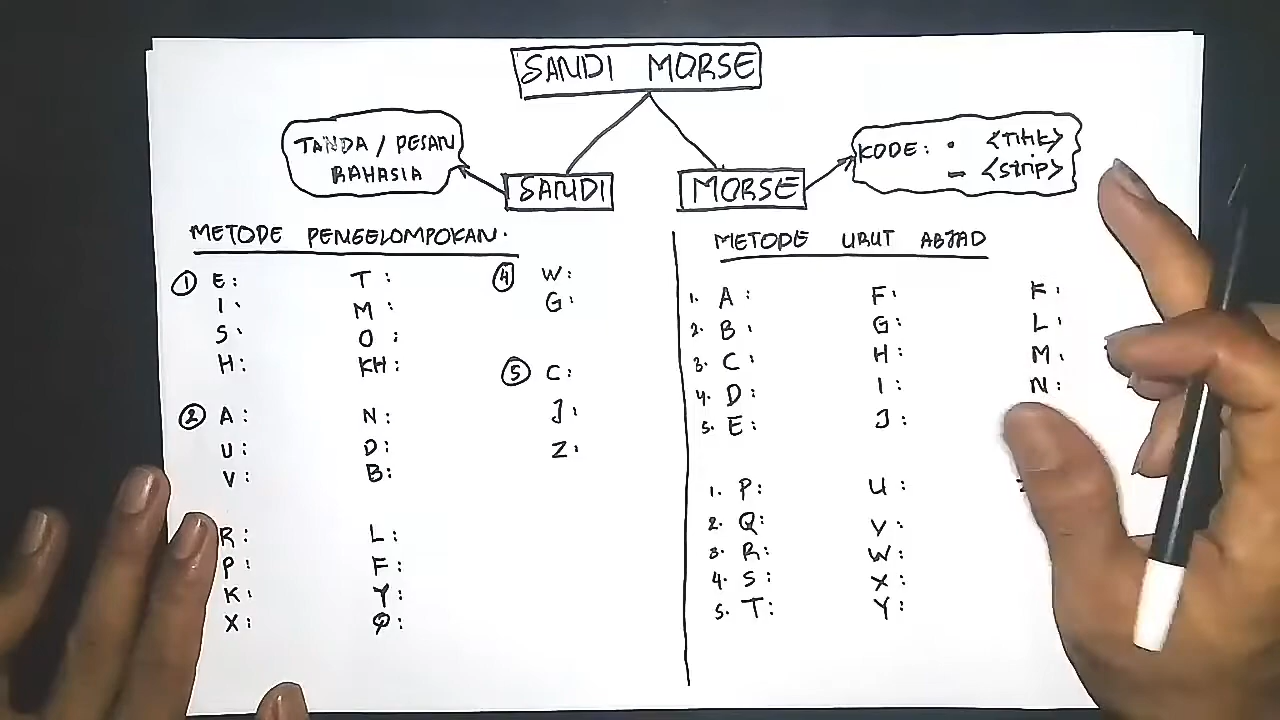 SANDI MORSE
TANDA / PESAN
RAHASIA
SANDI
MORSE
KODE: • <Titik>
– <Strip>
METODE PENGELOMPOKAN.
① E: T:
I: M:
S: O:
H: KH:
② A: N:
U: D:
V: B:
R: L:
P: F:
K: Y:
X: Q:
④ W:
G:
⑤ C:
J:
Z:
METODE URUT ABJAD
1. A: F: K:
2. B: G: L:
3. C: H: M:
4. D: I: N:
5. E: J:
1. P: U:
2. Q: V:
3. R: W:
4. S: X:
5. T: Y: